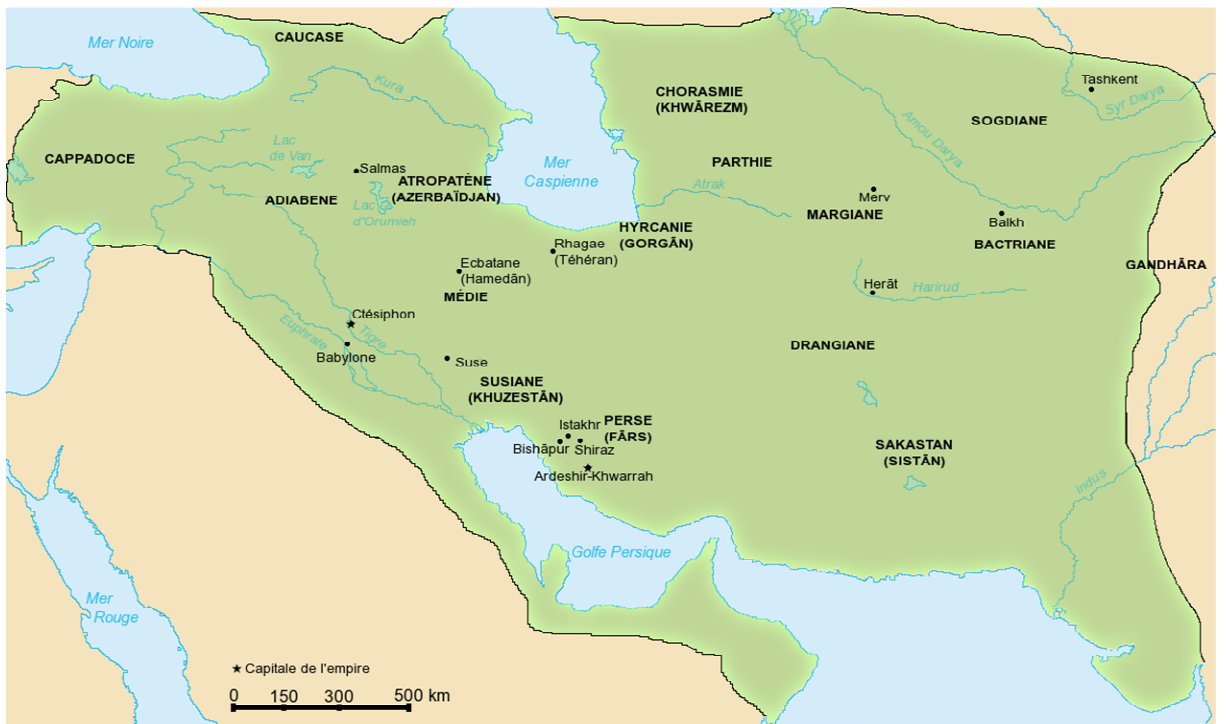 CAUCASE
Mer Noire
Kura
Tashkent
CHORASMIE
(KHWĀREZM)
Syr Darya
SOGDIANE
Amou Darya
Lac
de Van
CAPPADOCE
Salmas
Mer
Caspienne
PARTHIE
ATROPATÈNE
(AZERBAÏDJAN)
Atrak
Merv
ADIABENE
Lac
d'Orumieh
MARGIANE
Balkh
HYRCANIE
(GORGĀN)
BACTRIANE
Rhagae
(Téhéran)
Ecbatane
(Hamedān)
GANDHĀRA
MÉDIE
Herāt
Harirud
Ctésiphon
Euphrate
Tigre
Babylone
DRANGIANE
Suse
SUSIANE
(KHUZESTĀN)
Istakhr
PERSE
(FĀRS)
Bishāpur
Shiraz
SAKASTAN
(SISTĀN)
Ardeshir-Khwarrah
Indus
Golfe Persique
Mer
Rouge
★ Capitale de l'empire
0 150 300 500 km